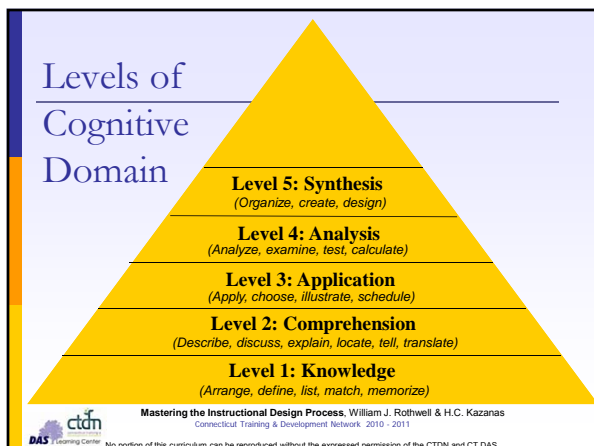 Levels of
Cognitive
Domain
Level 5: Synthesis
(Organize, create, design)
Level 4: Analysis
(Analyze, examine, test, calculate)
Level 3: Application
(Apply, choose, illustrate, schedule)
Level 2: Comprehension
(Describe, discuss, explain, locate, tell, translate)
Level 1: Knowledge
(Arrange, define, list, match, memorize)
Mastering the Instructional Design Process, William J. Rothwell & H.C. Kazanas
Connecticut Training & Development Network 2010 - 2011
ctdn
DAS Learning Center
No portion of this curriculum can be reproduced without the expressed permission of the CTDN and CT DAS